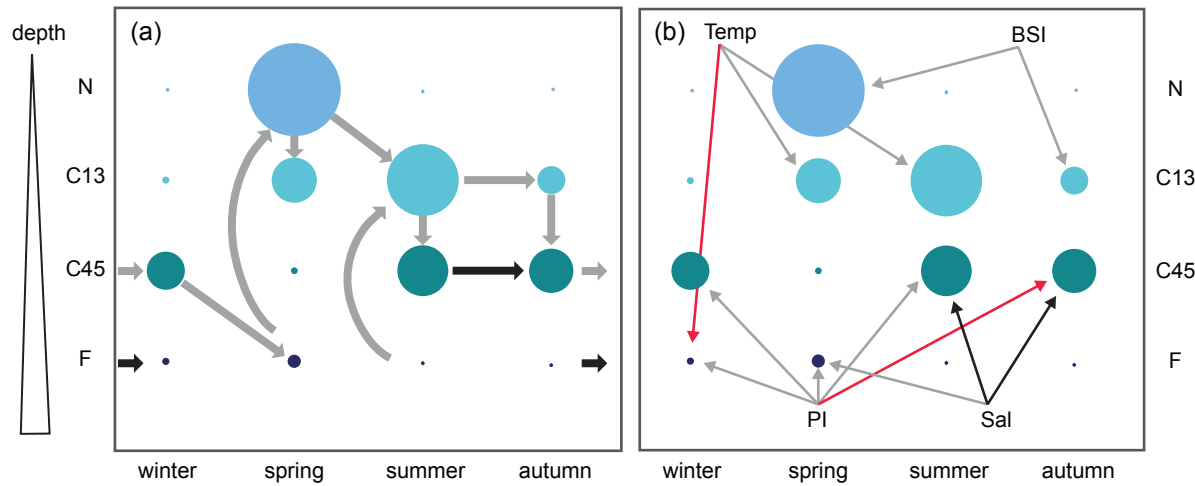 depth
(a)
(b)
Temp
BSI
N
N
C13
C13
C45
C45
F
F
PI
Sal
winter
spring
summer
autumn
winter
spring
summer
autumn